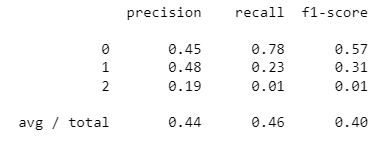 precision recall f1-score
0 0.45 0.78 0.57
1 0.48 0.23 0.31
2 0.19 0.01 0.01
avg / total 0.44 0.46 0.40